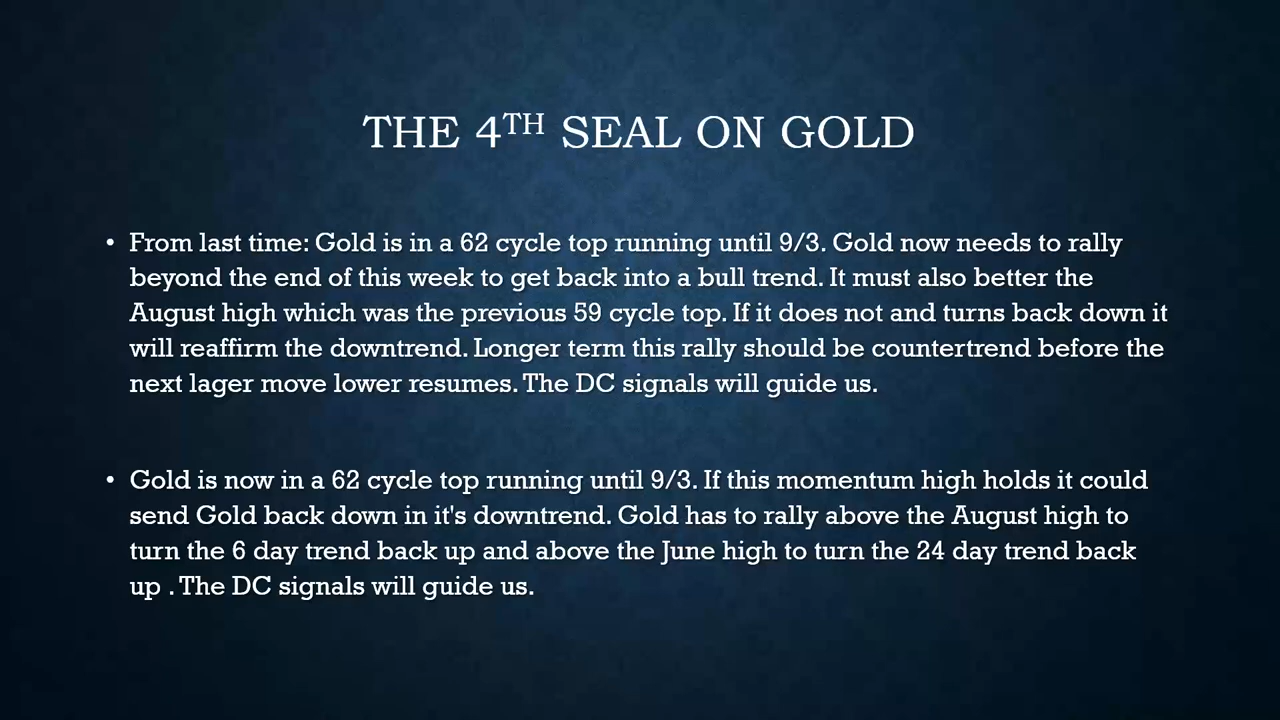 THE 4TH SEAL ON GOLD
• From last time: Gold is in a 62 cycle top running until 9/3. Gold now needs to rally
beyond the end of this week to get back into a bull trend. It must also better the
August high which was the previous 59 cycle top. If it does not and turns back down it
will reaffirm the downtrend. Longer term this rally should be countertrend before the
next lager move lower resumes. The DC signals will guide us.
• Gold is now in a 62 cycle top running until 9/3. If this momentum high holds it could
send Gold back down in it's downtrend. Gold has to rally above the August high to
turn the 6 day trend back up and above the June high to turn the 24 day trend back
up . The DC signals will guide us.